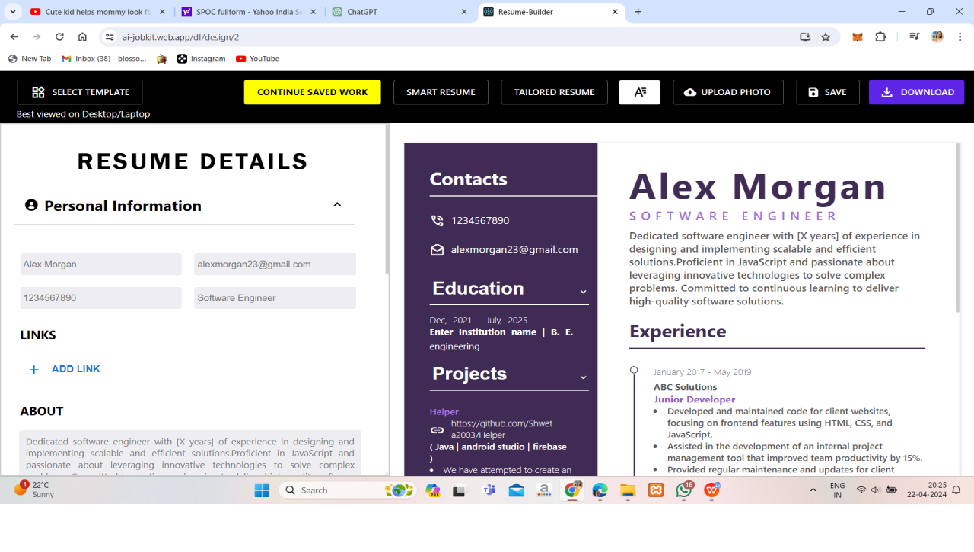 Cute kid helps mommy look fo
SPOC fullform - Yahoo India Se
ChatGPT
Resume-Builder
ai-jobkit.web.app/dl/design/2
New Tab
Inbox (36) - blosso...
Instagram
YouTube
SELECT TEMPLATE
CONTINUE SAVED WORK
SMART RESUME
TAILORED RESUME
UPLOAD PHOTO
SAVE
DOWNLOAD
Best viewed on Desktop/Laptop
RESUME DETAILS
Personal Information
Alex Morgan
alexmorgan23@gmail.com
1234567890
Software Engineer
LINKS
+ ADD LINK
ABOUT
Dedicated software engineer with [X years] of experience in designing and
implementing scalable and efficient solutions.Proficient in JavaScript and
passionate about leveraging innovative technologies to solve complex
Contacts
1234567890
alexmorgan23@gmail.com
Education
Dec, 2021 July, 2025
Enter Institution name | B. E.
engineering
Projects
Helper
https://github.com/Shwet
a2003/Helper
( Java | android studio | firebase
)
• We have attempted to create an
Alex Morgan
SOFTWARE ENGINEER
Dedicated software engineer with [X years] of experience in
designing and implementing scalable and efficient
solutions.Proficient in JavaScript and passionate about
leveraging innovative technologies to solve complex
problems. Committed to continuous learning to deliver
high-quality software solutions.
Experience
January 2017 - May 2019
ABC Solutions
Junior Developer
• Developed and maintained code for client websites,
focusing on frontend features using HTML, CSS, and
JavaScript.
• Assisted in the development of an internal project
management tool that improved team productivity by 15%.
• Provided regular maintenance and updates for client
1
22°C
Sunny
Search
16
ENG
IN
20:25
22-04-2024